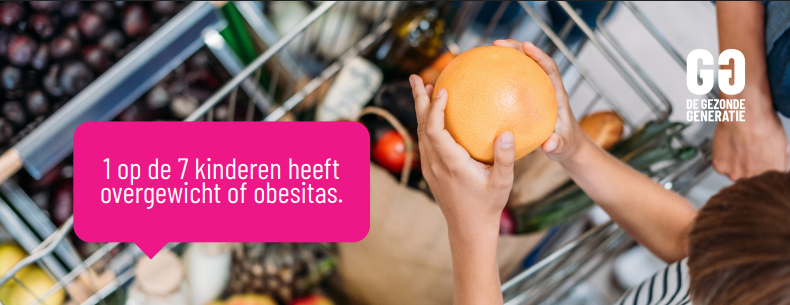 1 op de 7 kinderen heeft
overgewicht of obesitas.
GG
DE GEZONDE
GENERATIE